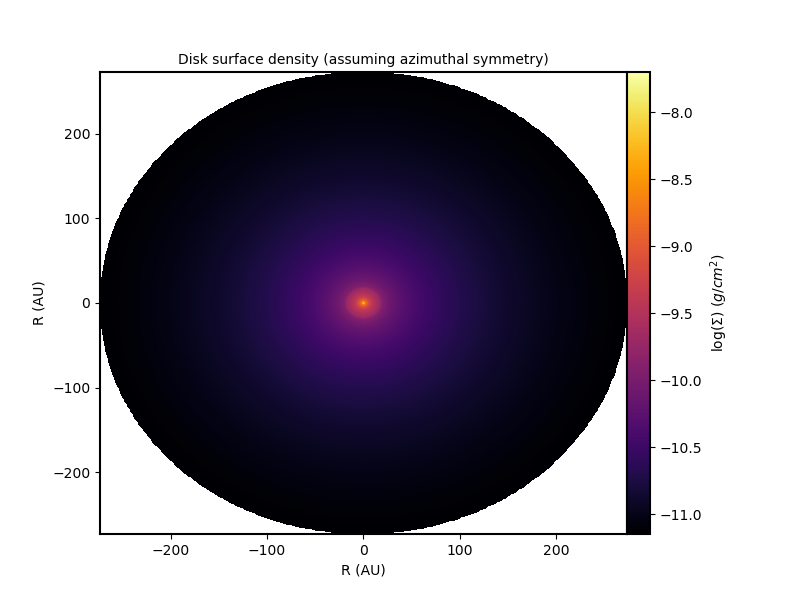 Disk surface density (assuming azimuthal symmetry)
200
100
0
−100
−200
R (AU)
−200 −100 0 100 200
R (AU)
−8.0
−8.5
−9.0
−9.5
−10.0
−10.5
−11.0
log(Σ) (g/cm²)